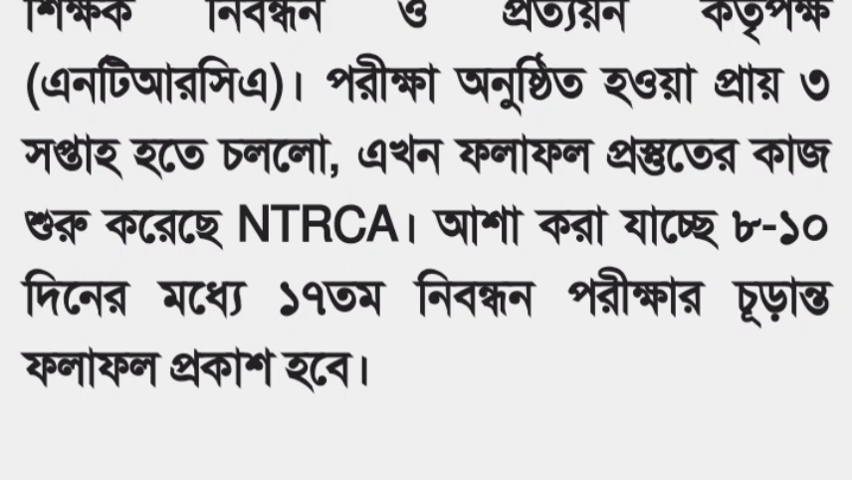 শিক্ষক নিবন্ধন ও প্রত্যয়ন কর্তৃপক্ষ
(এনটিআরসিএ)। পরীক্ষা অনুষ্ঠিত হওয়া প্রায় ৩
সপ্তাহ হতে চললো, এখন ফলাফল প্রস্তুতের কাজ
শুরু করেছে NTRCA। আশা করা যাচ্ছে ৮-১০
দিনের মধ্যে ১৭তম নিবন্ধন পরীক্ষার চূড়ান্ত
ফলাফল প্রকাশ হবে।